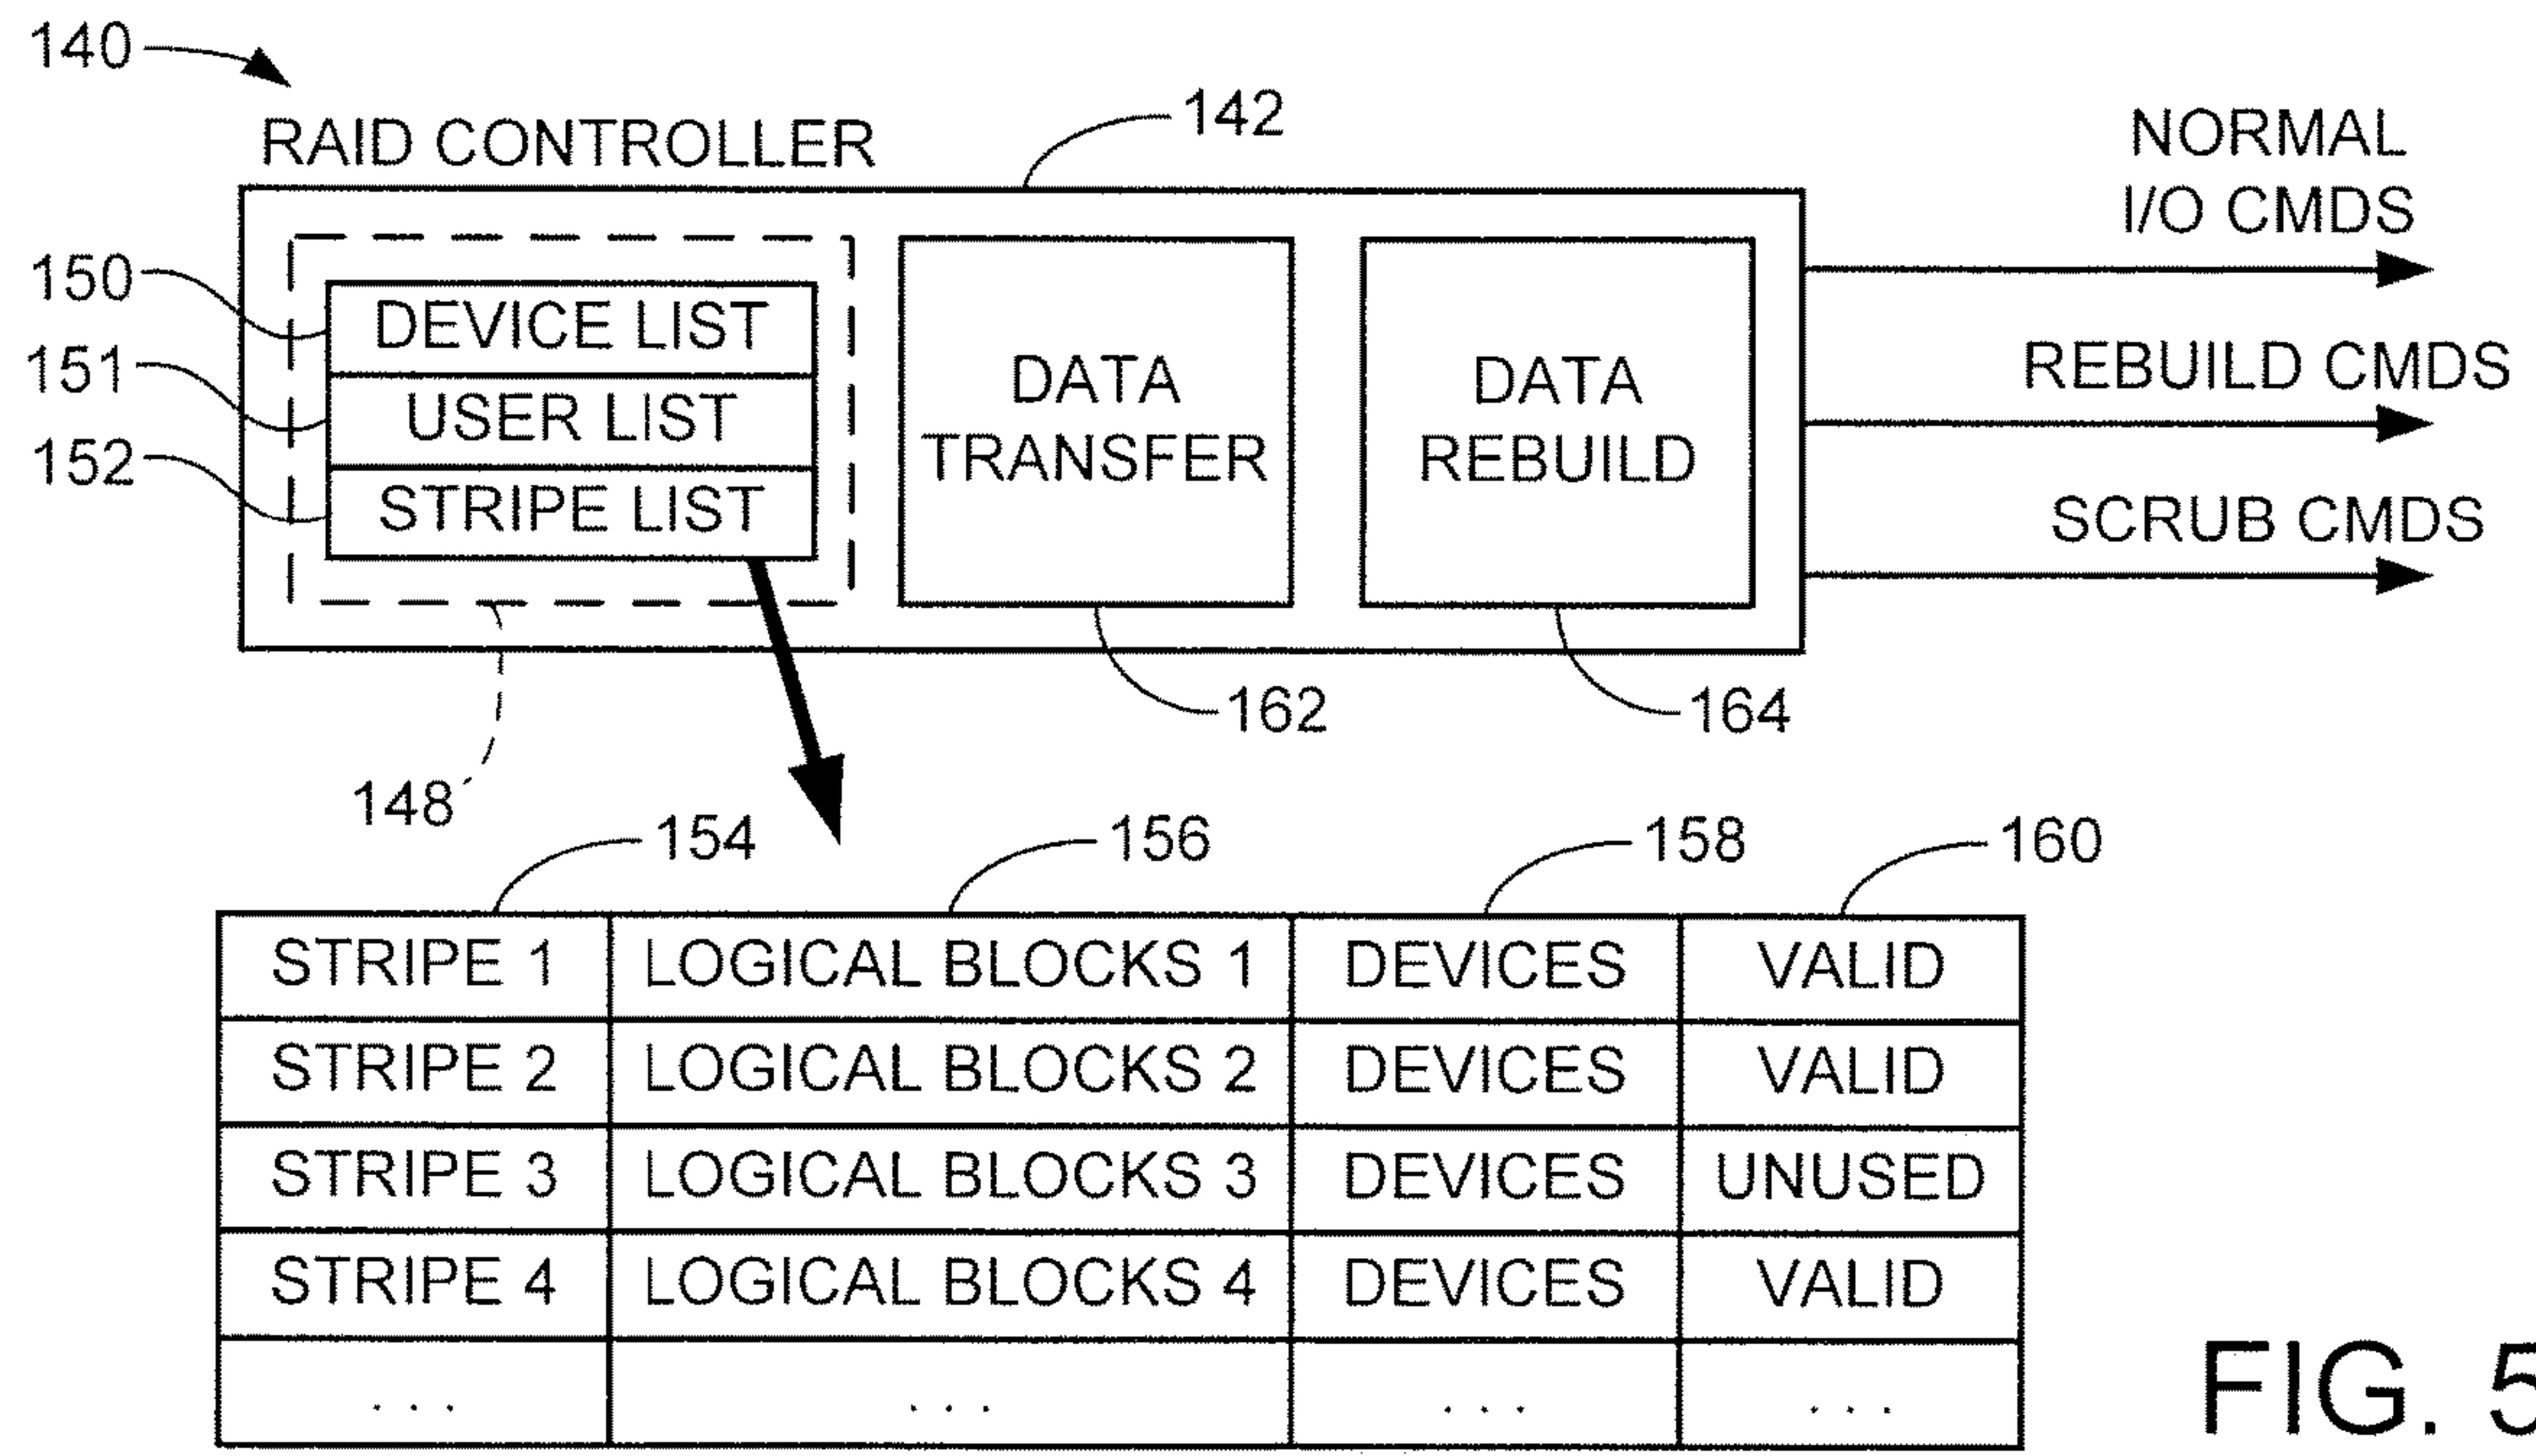 140
RAID CONTROLLER
142
NORMAL
I/O CMDS
150
DEVICE LIST
151
USER LIST
152
STRIPE LIST
DATA
TRANSFER
DATA
REBUILD
REBUILD CMDS
SCRUB CMDS
162
164
148
154
156
158
160
STRIPE 1 LOGICAL BLOCKS 1 DEVICES VALID
STRIPE 2 LOGICAL BLOCKS 2 DEVICES VALID
STRIPE 3 LOGICAL BLOCKS 3 DEVICES UNUSED
STRIPE 4 LOGICAL BLOCKS 4 DEVICES VALID
. . . . . . . . . . . .
FIG. 5